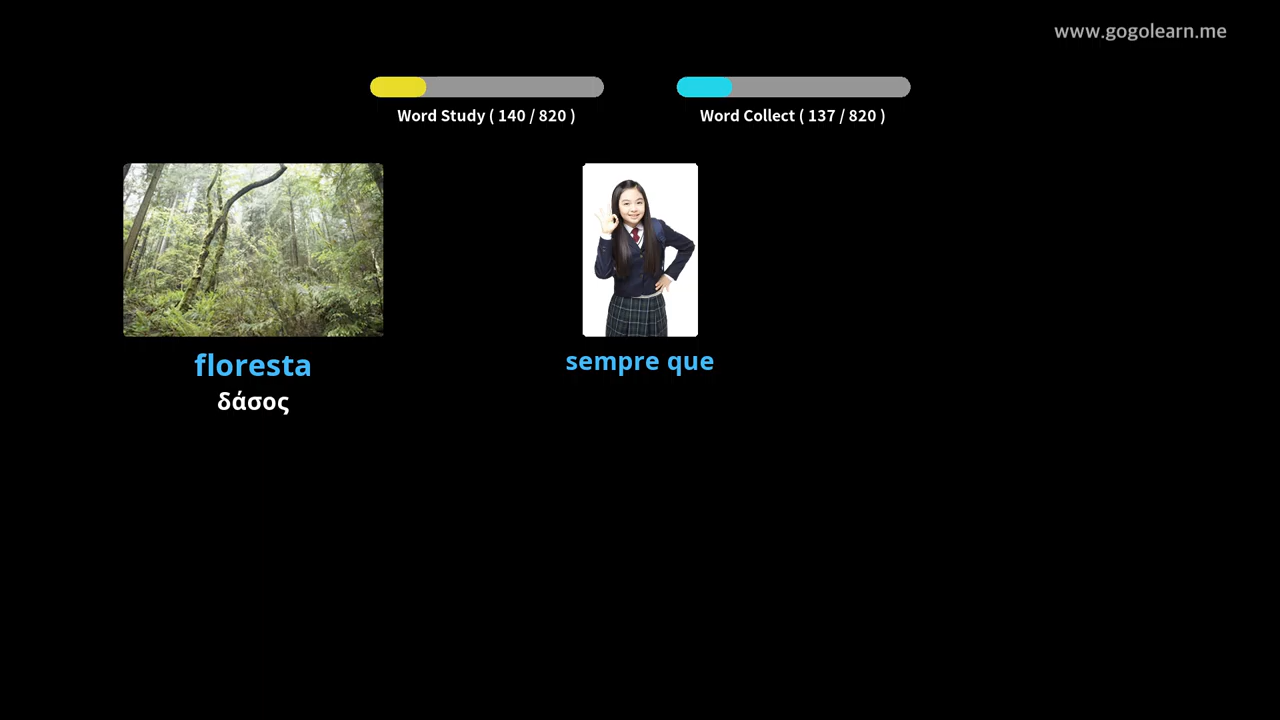 www.gogolearn.me
Word Study ( 140 / 820 )
Word Collect ( 137 / 820 )
floresta
δάσος
sempre que